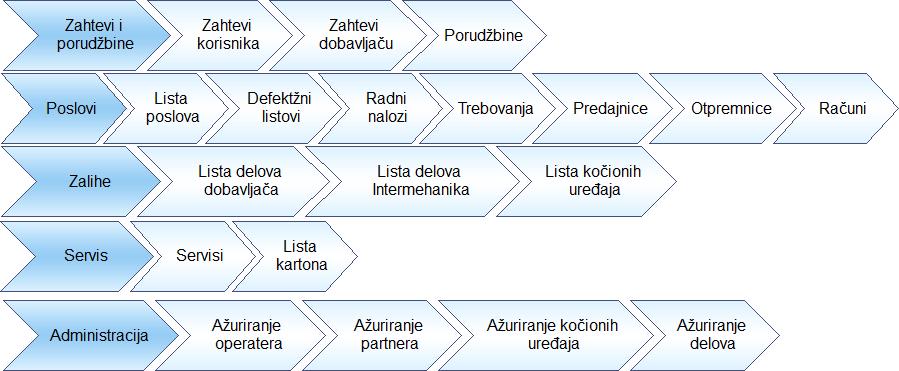 Zahtevi i
porudžbine
Zahtevi
korisnika
Zahtevi
dobavljaču
Porudžbine
Poslovi
Lista
poslova
Defektžni
listovi
Radni
nalozi
Trebovanja
Predajnice
Otpremnice
Računi
Zalihe
Lista delova
dobavljača
Lista delova
Intermehanika
Lista kočionih
uređaja
Servis
Servisi
Lista
kartona
Administracija
Ažuriranje
operatera
Ažuriranje
partnera
Ažuriranje kočionih
uređaja
Ažuriranje
delova